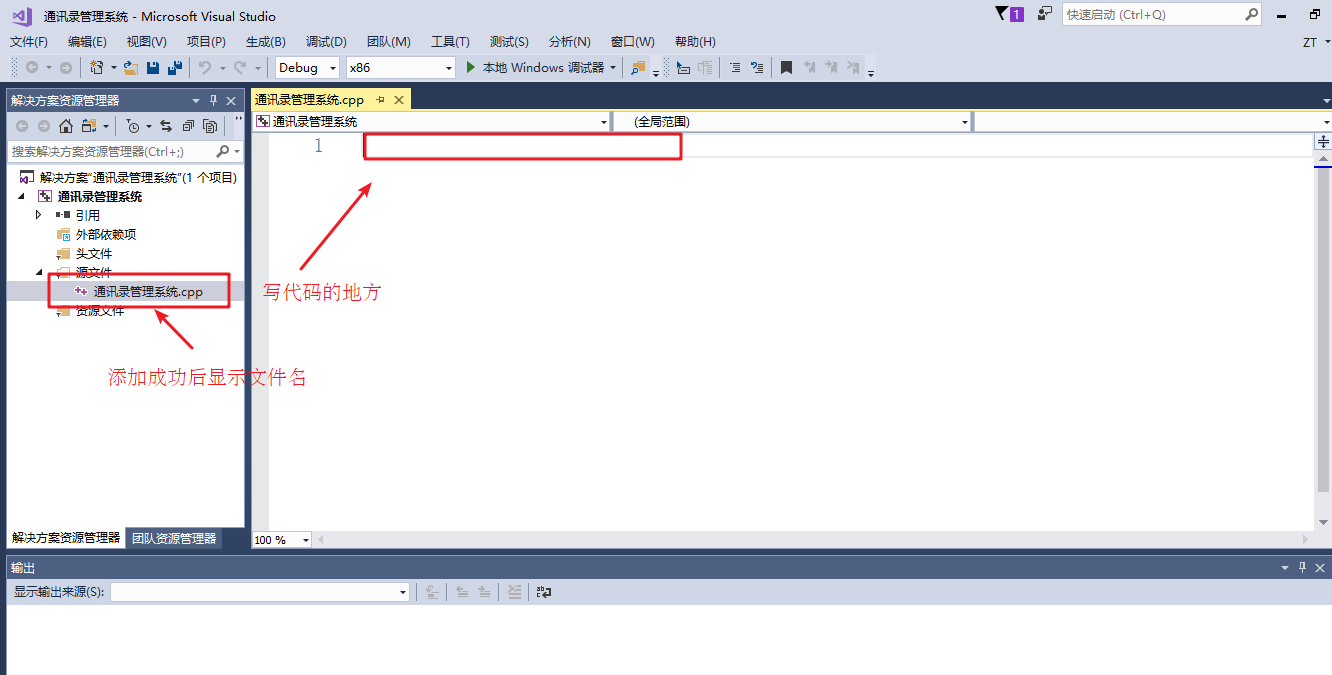 通讯录管理系统 - Microsoft Visual Studio
1
快速启动 (Ctrl+Q)
文件(F) 编辑(E) 视图(V) 项目(P) 生成(B) 调试(D) 团队(M) 工具(T) 测试(S) 分析(N) 窗口(W) 帮助(H)
ZT
Debug x86 本地 Windows 调试器
解决方案资源管理器
搜索解决方案资源管理器(Ctrl+;)
解决方案"通讯录管理系统"(1 个项目)
通讯录管理系统
引用
外部依赖项
头文件
源文件
通讯录管理系统.cpp
资源文件
添加成功后显示文件名
解决方案资源管理器 团队资源管理器
通讯录管理系统.cpp
通讯录管理系统 (全局范围)
1
写代码的地方
100 %
输出
显示输出来源(S):